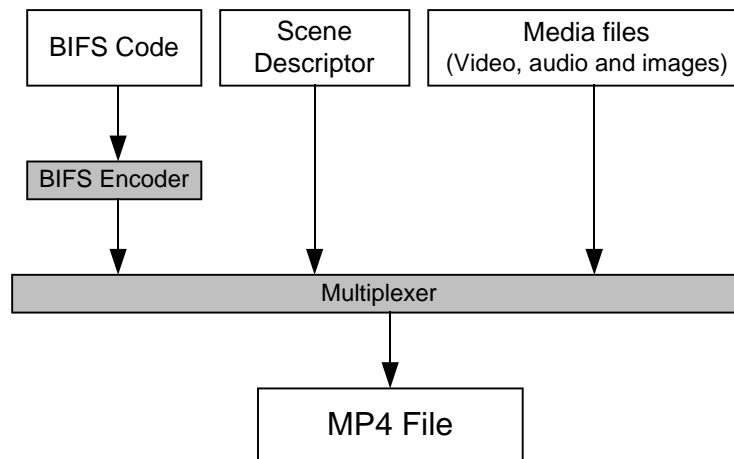 BIFS Code
Scene
Descriptor
Media files
(Video, audio and images)
BIFS Encoder
Multiplexer
MP4 File